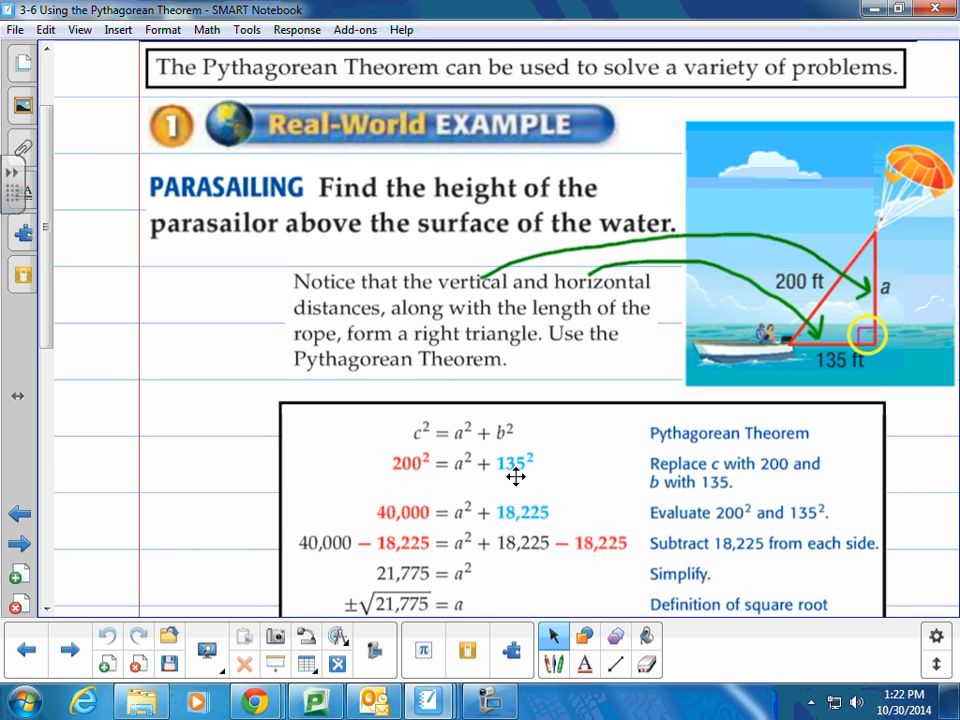 3-6 Using the Pythagorean Theorem - SMART Notebook
File Edit View Insert Format Math Tools Response Add-ons Help
The Pythagorean Theorem can be used to solve a variety of problems.
1 Real-World EXAMPLE
PARASAILING Find the height of the
parasailor above the surface of the water.
Notice that the vertical and horizontal
distances, along with the length of the
rope, form a right triangle. Use the
Pythagorean Theorem.
200 ft
a
135 ft
c² = a² + b² Pythagorean Theorem
200² = a² + 135² Replace c with 200 and
b with 135.
40,000 = a² + 18,225 Evaluate 200² and 135².
40,000 − 18,225 = a² + 18,225 − 18,225 Subtract 18,225 from each side.
21,775 = a² Simplify.
±√21,775 = a Definition of square root
1:22 PM
10/30/2014